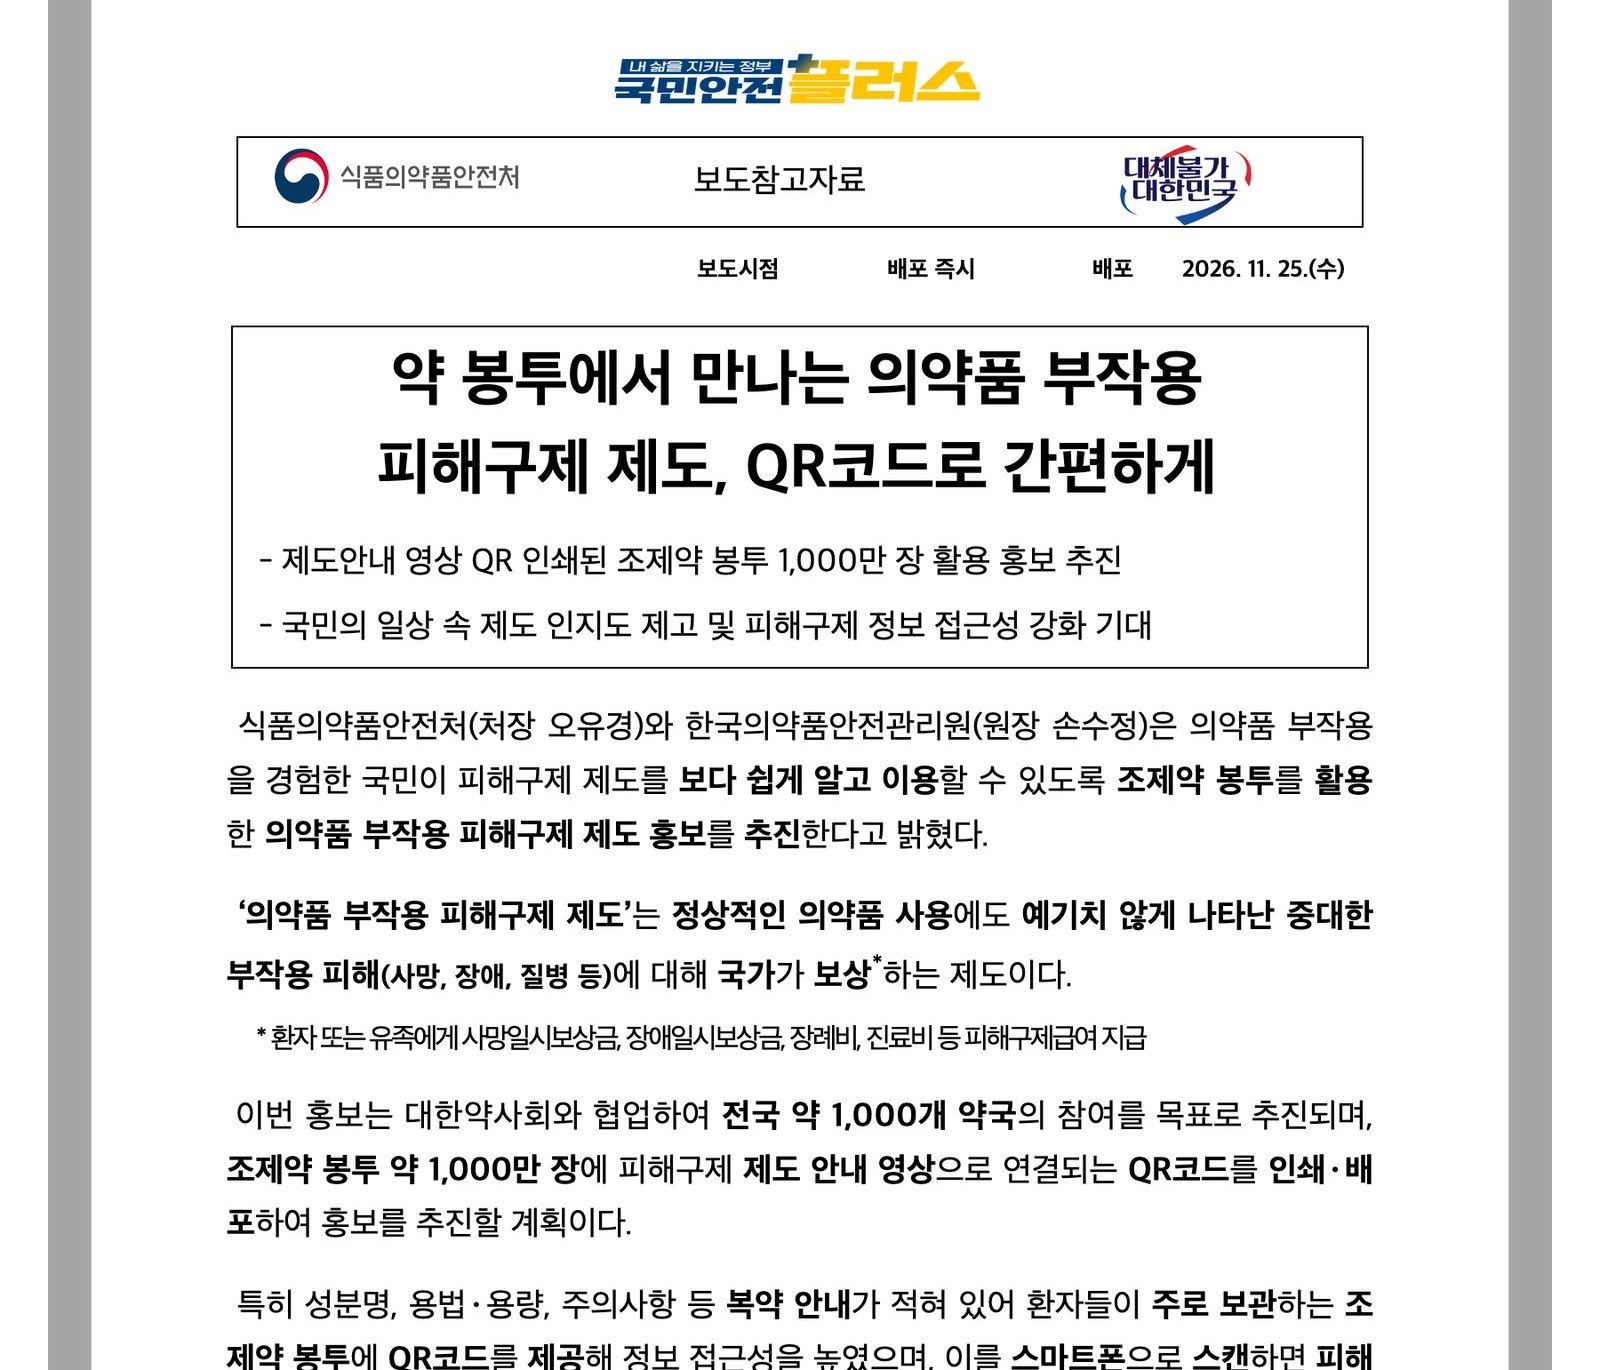 내 삶을 지키는 정부
국민안전플러스
식품의약품안전처 보도참고자료 대체불가 대한민국
보도시점 배포 즉시 배포 2026. 11. 25.(수)
약 봉투에서 만나는 의약품 부작용
피해구제 제도, QR코드로 간편하게
- 제도안내 영상 QR 인쇄된 조제약 봉투 1,000만 장 활용 홍보 추진
- 국민의 일상 속 제도 인지도 제고 및 피해구제 정보 접근성 강화 기대
식품의약품안전처(처장 오유경)와 한국의약품안전관리원(원장 손수정)은 의약품 부작용
을 경험한 국민이 피해구제 제도를 보다 쉽게 알고 이용할 수 있도록 조제약 봉투를 활용
한 의약품 부작용 피해구제 제도 홍보를 추진한다고 밝혔다.
‘의약품 부작용 피해구제 제도’는 정상적인 의약품 사용에도 예기치 않게 나타난 중대한
부작용 피해(사망, 장애, 질병 등)에 대해 국가가 보상*하는 제도이다.
* 환자 또는 유족에게 사망일시보상금, 장애일시보상금, 장례비, 진료비 등 피해구제급여 지급
이번 홍보는 대한약사회와 협업하여 전국 약 1,000개 약국의 참여를 목표로 추진되며,
조제약 봉투 약 1,000만 장에 피해구제 제도 안내 영상으로 연결되는 QR코드를 인쇄·배
포하여 홍보를 추진할 계획이다.
특히 성분명, 용법·용량, 주의사항 등 복약 안내가 적혀 있어 환자들이 주로 보관하는 조
제약 봉투에 QR코드를 제공해 정보 접근성을 높였으며, 이를 스마트폰으로 스캔하면 피해